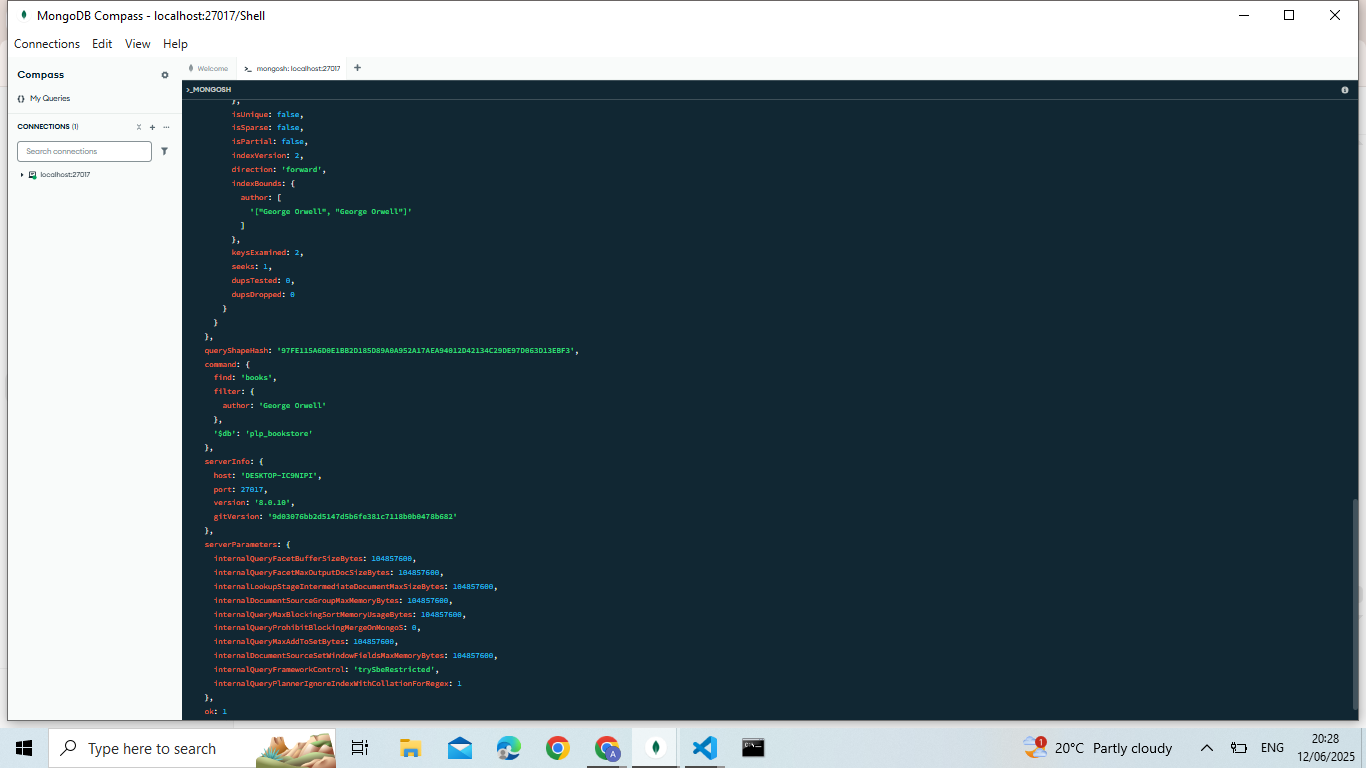 MongoDB Compass - localhost:27017/Shell
Connections Edit View Help
Compass
My Queries
CONNECTIONS (1)
Search connections
localhost:27017
Welcome
>_ mongosh: localhost:27017 +
>_MONGOSH
},
isUnique: false,
isSparse: false,
isPartial: false,
indexVersion: 2,
direction: 'forward',
indexBounds: {
author: [
'["George Orwell", "George Orwell"]'
]
},
keysExamined: 2,
seeks: 1,
dupsTested: 0,
dupsDropped: 0
}
}
},
queryShapeHash: '97FE115A6D0E1BB2D185D89A0A952A17AEA94012D42134C29DE97D063D13EBF3',
command: {
find: 'books',
filter: {
author: 'George Orwell'
},
'$db': 'plp_bookstore'
},
serverInfo: {
host: 'DESKTOP-IC9NIPI',
port: 27017,
version: '8.0.10',
gitVersion: '9d03076bb2d5147d5b6fe381c7118b0b0478b682'
},
serverParameters: {
internalQueryFacetBufferSizeBytes: 104857600,
internalQueryFacetMaxOutputDocSizeBytes: 104857600,
internalLookupStageIntermediateDocumentMaxSizeBytes: 104857600,
internalDocumentSourceGroupMaxMemoryBytes: 104857600,
internalQueryMaxBlockingSortMemoryUsageBytes: 104857600,
internalQueryProhibitBlockingMergeOnMongoS: 0,
internalQueryMaxAddToSetBytes: 104857600,
internalDocumentSourceSetWindowFieldsMaxMemoryBytes: 104857600,
internalQueryFrameworkControl: 'trySbeRestricted',
internalQueryPlannerIgnoreIndexWithCollationForRegex: 1
},
ok: 1
Type here to search
1
20°C Partly cloudy
ENG
20:28
12/06/2025